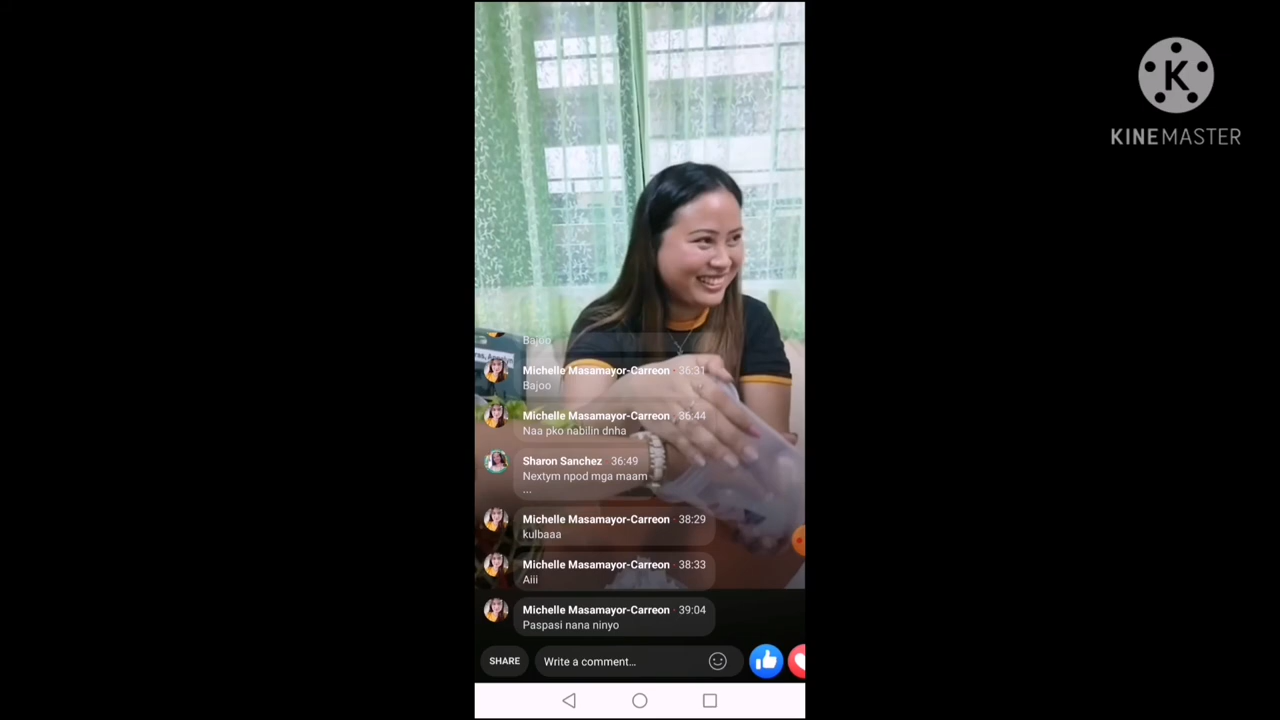 KINEMASTER
Bajoo
Michelle Masamayor-Carreon · 36:31
Bajoo
Michelle Masamayor-Carreon · 36:44
Naa pko nabilin dnha
Sharon Sanchez · 36:49
Nextym npod mga maam
...
Michelle Masamayor-Carreon · 38:29
kulbaaa
Michelle Masamayor-Carreon · 38:33
Aiii
Michelle Masamayor-Carreon · 39:04
Paspasi nana ninyo
SHARE
Write a comment...